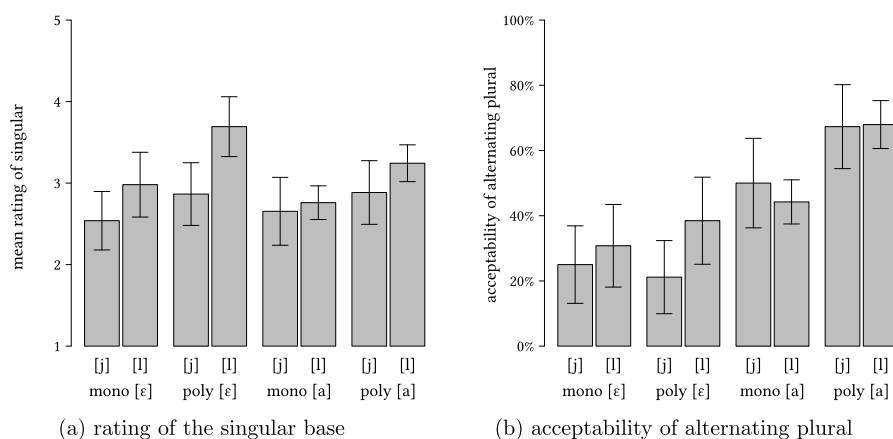 5
4
3
2
1
mean rating of singular
[j] [l] [j] [l] [j] [l] [j] [l]
mono [ɛ] poly [ɛ] mono [a] poly [a]
(a) rating of the singular base
100%
80%
60%
40%
20%
0%
acceptability of alternating plural
[j] [l] [j] [l] [j] [l] [j] [l]
mono [ɛ] poly [ɛ] mono [a] poly [a]
(b) acceptability of alternating plural